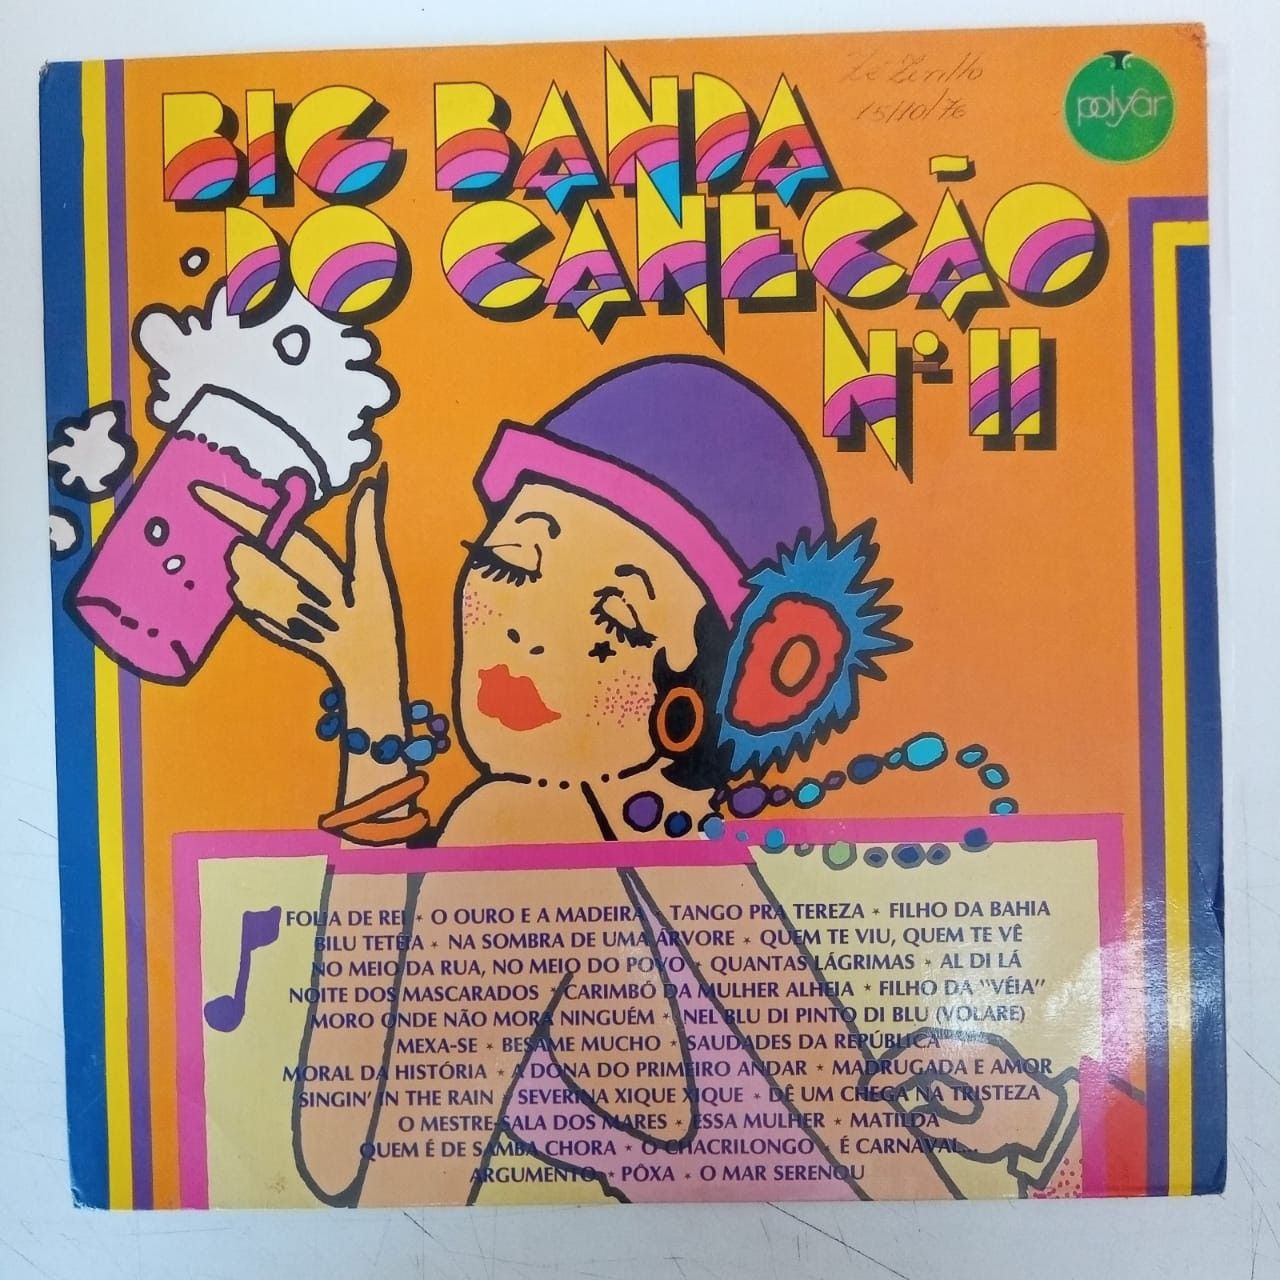 BIG BANDA
DO CANECÃO
Nº 11
15/10/76
polyfar
FOLIA DE REI * O OURO E A MADEIRA * TANGO PRA TEREZA * FILHO DA BAHIA
BILU TETÉIA * NA SOMBRA DE UMA ÁRVORE * QUEM TE VIU, QUEM TE VÊ
NO MEIO DA RUA, NO MEIO DO POVO * QUANTAS LÁGRIMAS * AL DI LÁ
NOITE DOS MASCARADOS * CARIMBÓ DA MULHER ALHEIA * FILHO DA "VÉIA"
MORO ONDE NÃO MORA NINGUÉM * NEL BLU DI PINTO DI BLU (VOLARE)
MEXA-SE * BESAME MUCHO * SAUDADES DA REPÚBLICA
MORAL DA HISTÓRIA * A DONA DO PRIMEIRO ANDAR * MADRUGADA E AMOR
SINGIN' IN THE RAIN * SEVERINA XIQUE XIQUE * DÊ UM CHEGA NA TRISTEZA
O MESTRE-SALA DOS MARES * ESSA MULHER * MATILDA
QUEM É DE SAMBA CHORA * O CHACRILONGO * É CARNAVAL...
ARGUMENTO * PÔXA * O MAR SERENOU